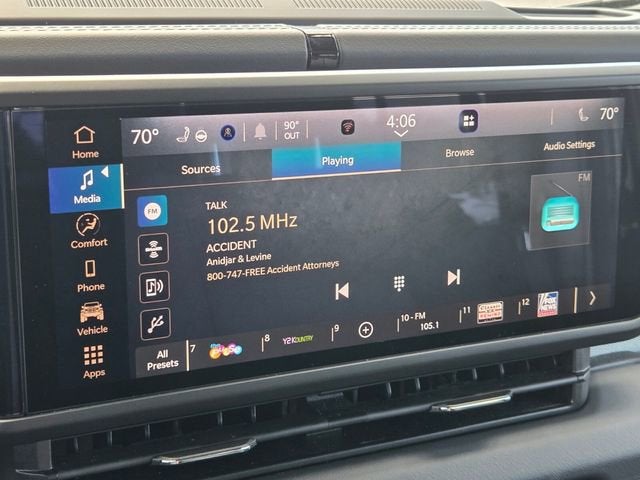 70° 90° OUT 4:06 70°
Home
Sources Playing Browse Audio Settings
Media
FM
TALK
102.5 MHz
ACCIDENT
Anidjar & Levine
800-747-FREE Accident Attorneys
FM
Comfort
Phone
Vehicle
Apps
All Presets
7
8 Y2KOUNTRY
9
10 - FM 105.1
11
12 FOX NEWS